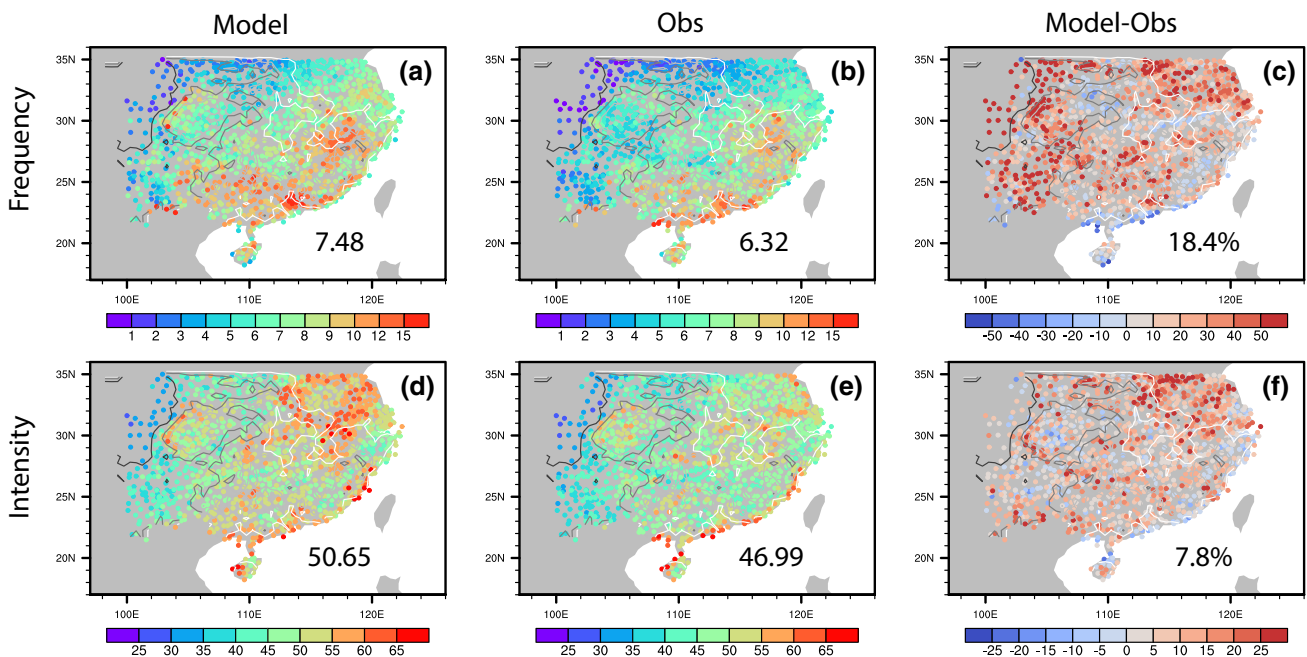 Model Obs Model-Obs
Frequency
35N 30N 25N 20N
(a)
7.48
100E 110E 120E
1 2 3 4 5 6 7 8 9 10 12 15
35N 30N 25N 20N
(b)
6.32
100E 110E 120E
1 2 3 4 5 6 7 8 9 10 12 15
35N 30N 25N 20N
(c)
18.4%
100E 110E 120E
-50 -40 -30 -20 -10 0 10 20 30 40 50
Intensity
35N 30N 25N 20N
(d)
50.65
100E 110E 120E
25 30 35 40 45 50 55 60 65
35N 30N 25N 20N
(e)
46.99
100E 110E 120E
25 30 35 40 45 50 55 60 65
35N 30N 25N 20N
(f)
7.8%
100E 110E 120E
-25 -20 -15 -10 -5 0 5 10 15 20 25